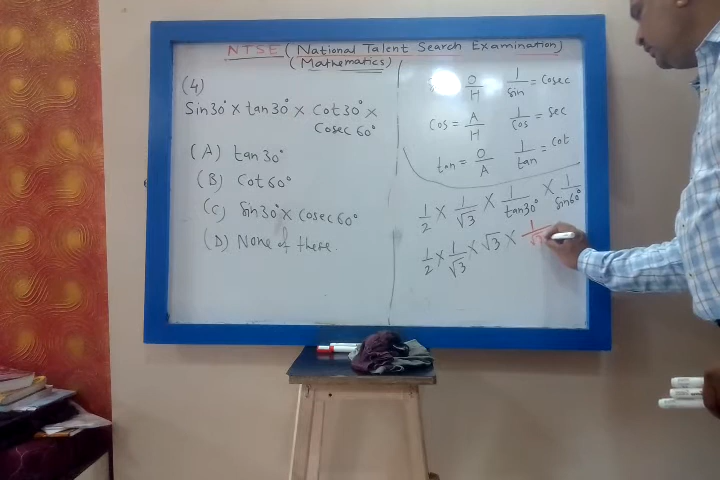 NTSE (National Talent Search Examination)
(Mathematics)
(4)
Sin30° × tan30° × Cot30° ×
Cosec 60°
(A) tan 30°
(B) Cot 60°
(C) Sin30° × Cosec 60°
(D) None of these.
O/H 1/sin = Cosec
Cos = A/H 1/Cos = sec
tan = O/A 1/tan = cot
1/2 × 1/√3 × 1/tan30° × 1/sin60°
1/2 × 1/√3 × √3 × 1/